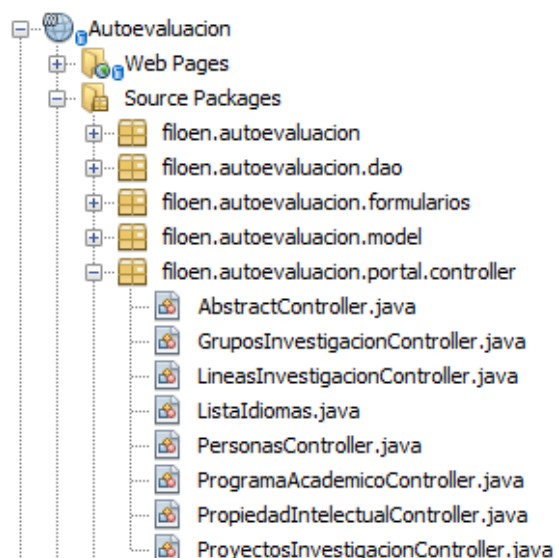 Autoevaluacion
Web Pages
Source Packages
filoen.autoevaluacion
filoen.autoevaluacion.dao
filoen.autoevaluacion.formularios
filoen.autoevaluacion.model
filoen.autoevaluacion.portal.controller
AbstractController.java
GruposInvestigacionController.java
LineasInvestigacionController.java
ListaIdiomas.java
PersonasController.java
ProgramaAcademicoController.java
PropiedadIntelectualController.java
ProyectosInvestigacionController.java